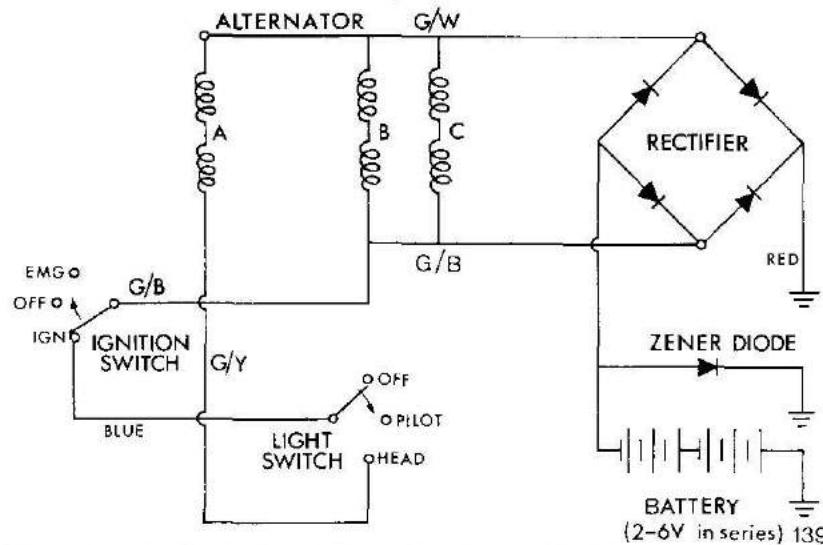 ALTERNATOR
G/W
A
B
C
RECTIFIER
G/B
RED
EMG
OFF
G/B
IGN
IGNITION
SWITCH
G/Y
ZENER DIODE
OFF
PILOT
BLUE
LIGHT
SWITCH
HEAD
BATTERY
(2-6V in series) 139